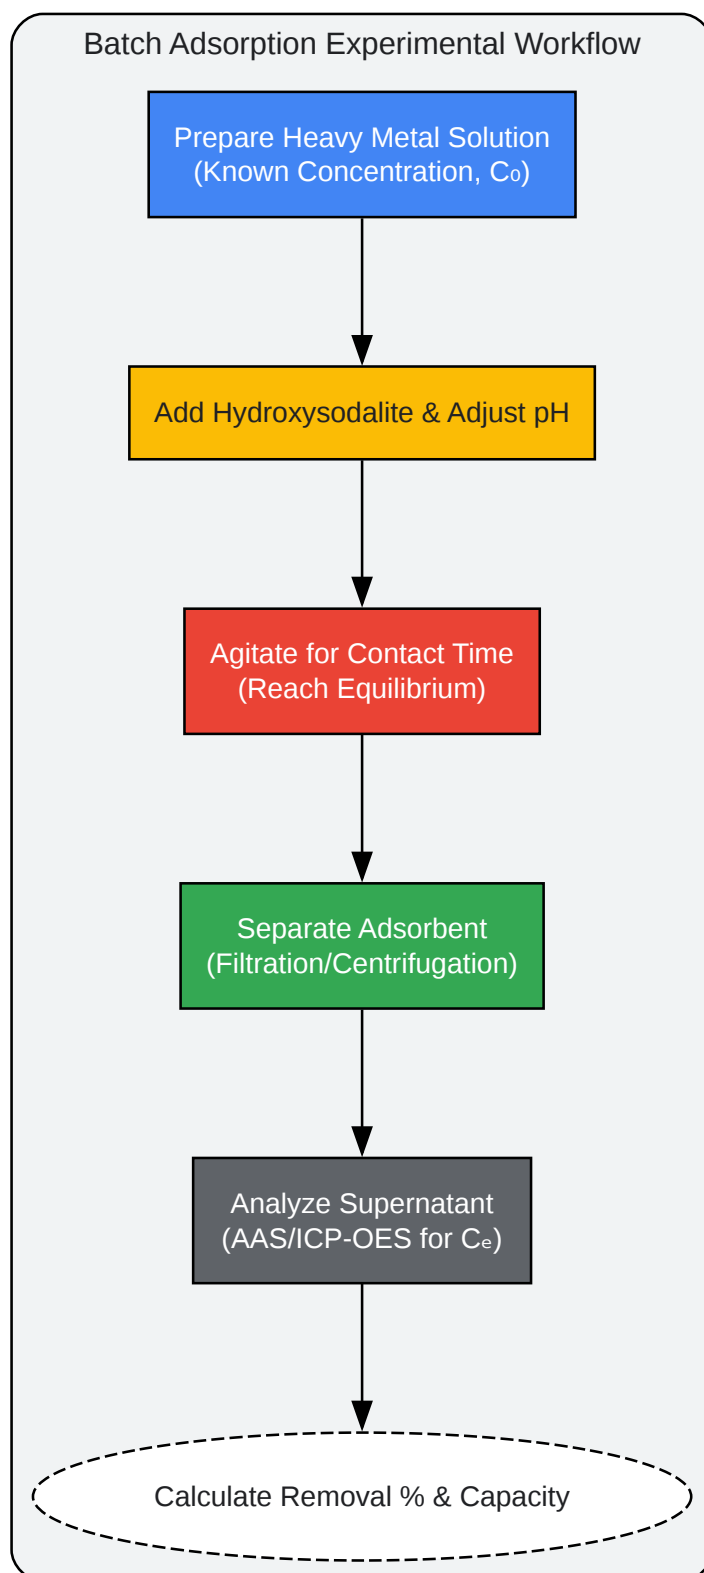 Batch Adsorption Experimental Workflow
Prepare Heavy Metal Solution
(Known Concentration, C₀)
Add Hydroxysodalite & Adjust pH
Agitate for Contact Time
(Reach Equilibrium)
Separate Adsorbent
(Filtration/Centrifugation)
Analyze Supernatant
(AAS/ICP-OES for Cₑ)
Calculate Removal % & Capacity